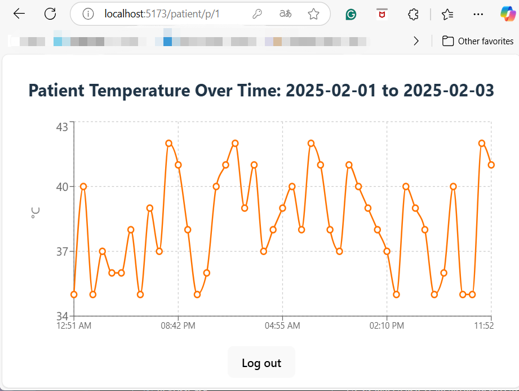 localhost:5173/patient/p/1
Other favorites
Patient Temperature Over Time: 2025-02-01 to 2025-02-03
43
40
°C
37
34
12:51 AM 08:42 PM 04:55 AM 02:10 PM 11:52
Log out